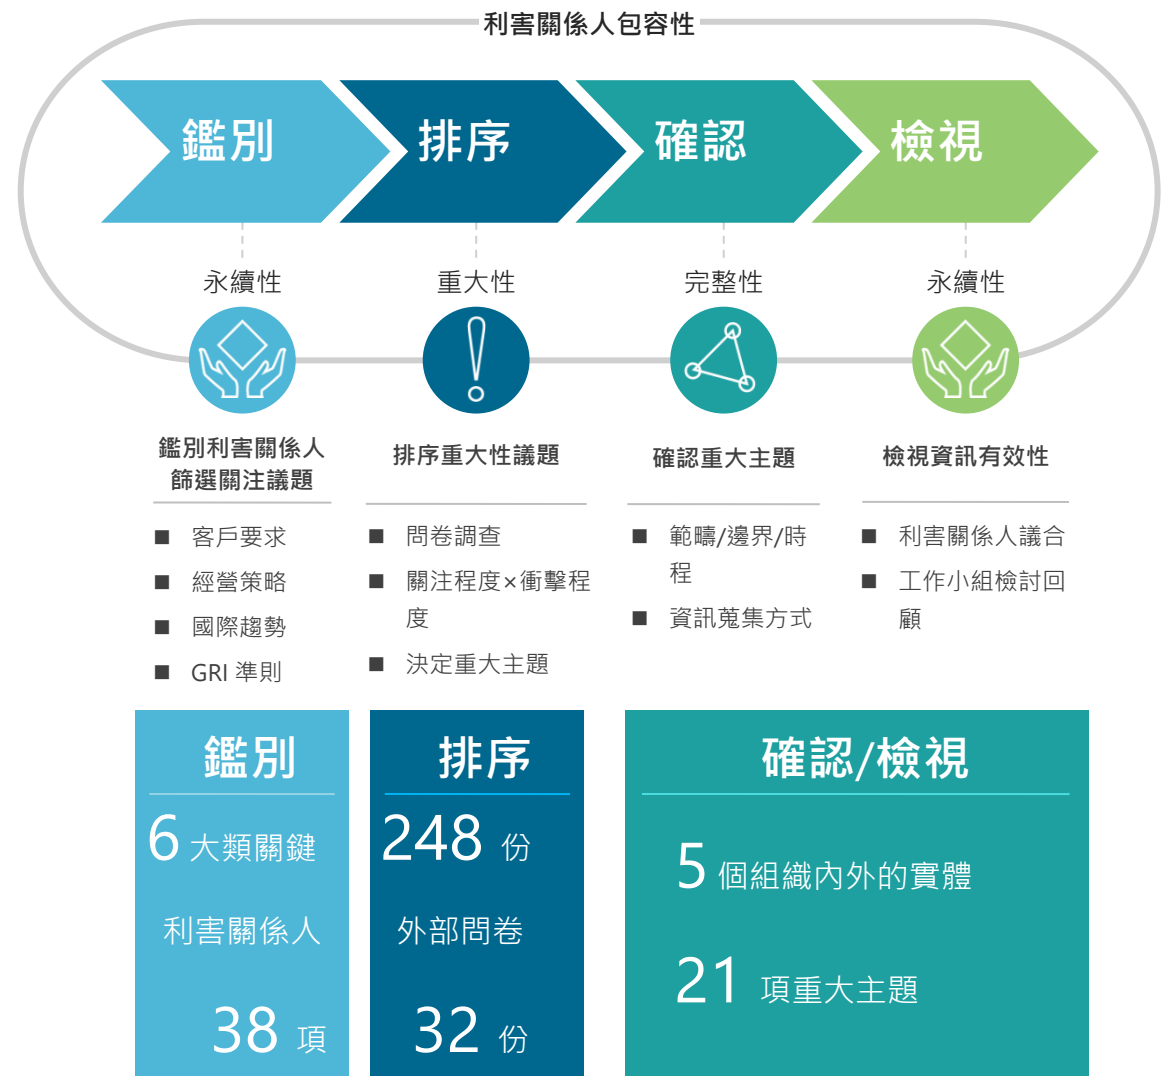 利害關係人包容性
鑑別
排序
確認
檢視
永續性
重大性
完整性
永續性
鑑別利害關係人
篩選關注議題
■ 客戶要求
■ 經營策略
■ 國際趨勢
■ GRI 準則
排序重大性議題
■ 問卷調查
■ 關注程度×衝擊程
度
■ 決定重大主題
確認重大主題
■ 範疇/邊界/時
程
■ 資訊蒐集方式
檢視資訊有效性
■ 利害關係人議合
■ 工作小組檢討回
顧
鑑別
6 大類關鍵
利害關係人
38 項
排序
248 份
外部問卷
32 份
確認/檢視
5 個組織內外的實體
21 項重大主題